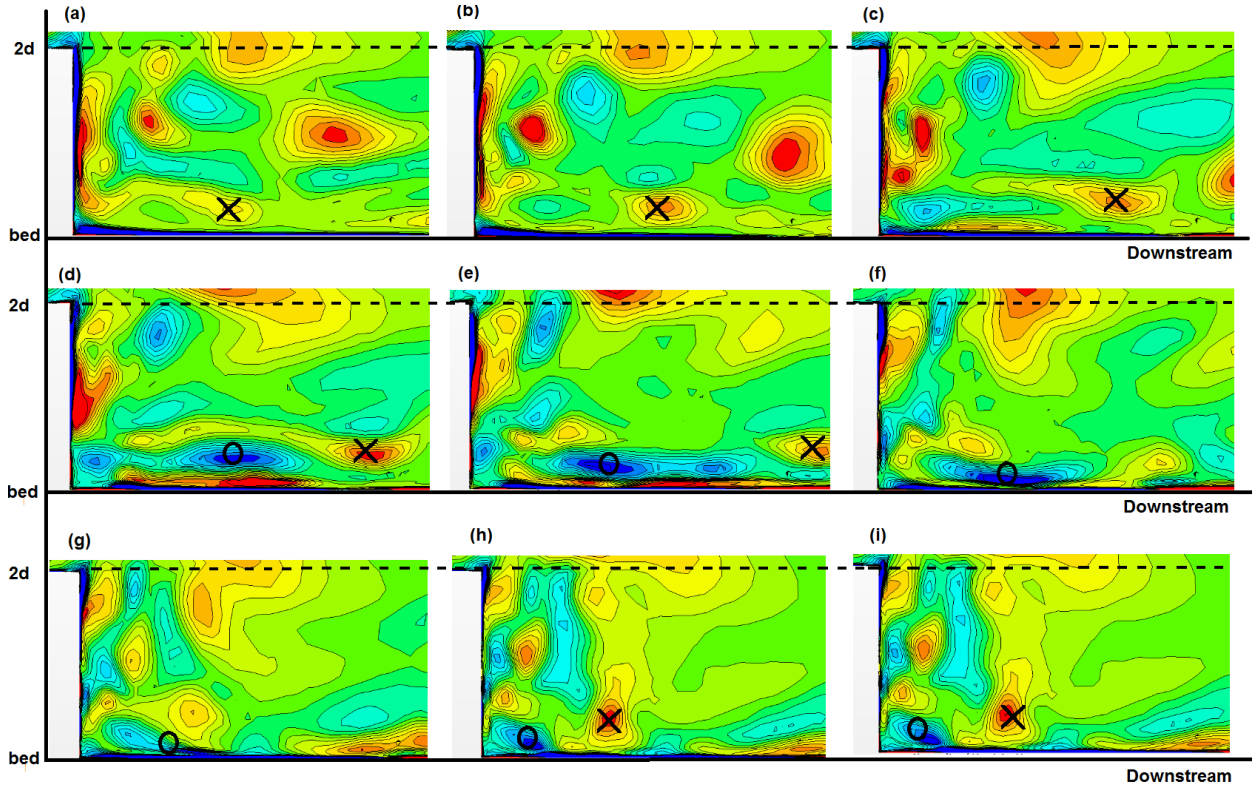 (a) (b) (c)
2d
bed
Downstream
(d) (e) (f)
2d
bed
Downstream
(g) (h) (i)
2d
bed
Downstream